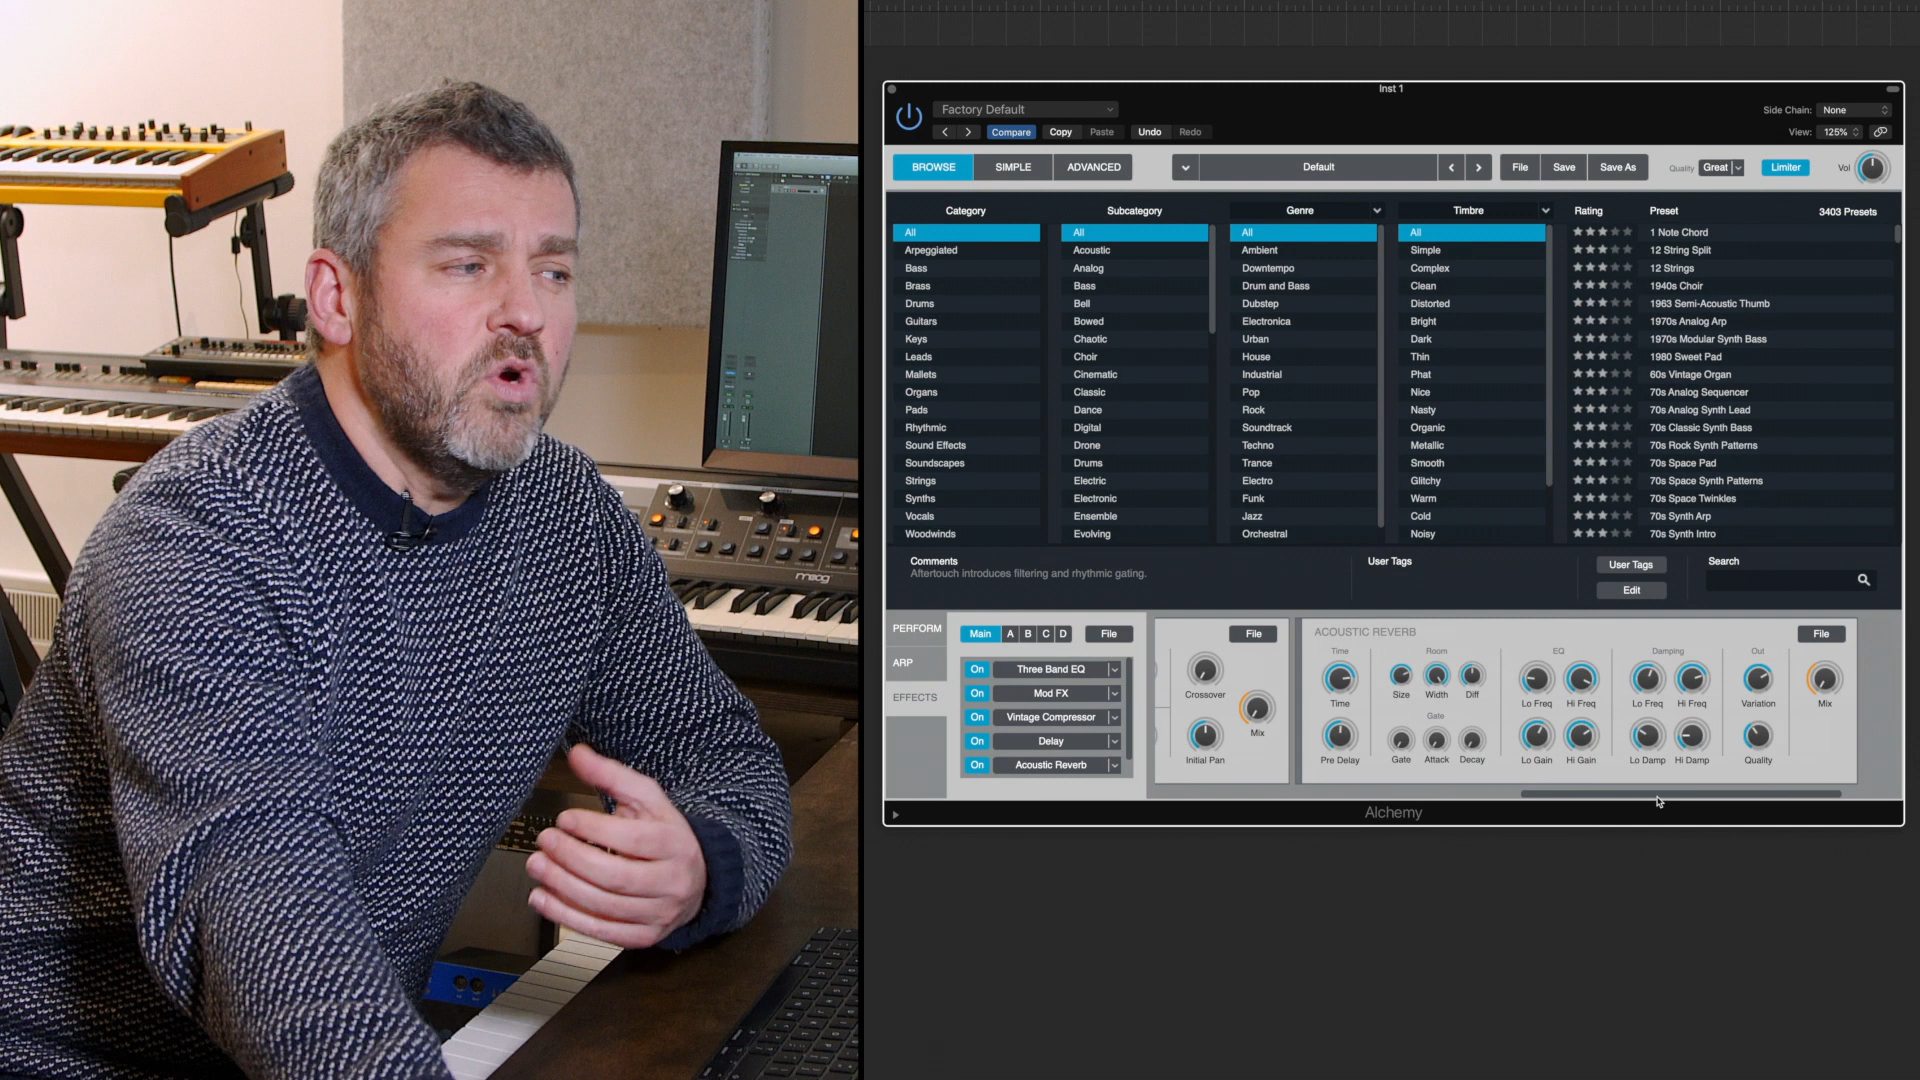 Inst 1
Factory Default
Side Chain: None
Compare Copy Paste Undo Redo
View: 125%
BROWSE SIMPLE ADVANCED Default File Save Save As Quality Great Limiter Vol
Category Subcategory Genre Timbre Rating Preset 3403 Presets
All All All All 1 Note Chord
Arpeggiated Acoustic Ambient Simple 12 String Split
Bass Analog Downtempo Complex 12 Strings
Brass Bass Drum and Bass Clean 1940s Choir
Drums Bell Dubstep Distorted 1963 Semi-Acoustic Thumb
Guitars Bowed Electronica Bright 1970s Analog Arp
Keys Chaotic Urban Dark 1970s Modular Synth Bass
Leads Choir House Thin 1980 Sweet Pad
Mallets Cinematic Industrial Phat 60s Vintage Organ
Organs Classic Pop Nice 70s Analog Sequencer
Pads Dance Rock Nasty 70s Analog Synth Lead
Rhythmic Digital Soundtrack Organic 70s Classic Synth Bass
Sound Effects Drone Techno Metallic 70s Rock Synth Patterns
Soundscapes Drums Trance Smooth 70s Space Pad
Strings Electric Electro Glitchy 70s Space Synth Patterns
Synths Electronic Funk Warm 70s Space Twinkles
Vocals Ensemble Jazz Cold 70s Synth Arp
Woodwinds Evolving Orchestral Noisy 70s Synth Intro
Comments User Tags User Tags Search
Aftertouch introduces filtering and rhythmic gating.
Edit
PERFORM Main A B C D File File ACOUSTIC REVERB File
ARP
EFFECTS
On Three Band EQ
On Mod FX
On Vintage Compressor
On Delay
On Acoustic Reverb
Crossover
Mix
Initial Pan
Time Room EQ Damping Out
Time Size Width Diff Lo Freq Hi Freq Lo Freq Hi Freq Variation Mix
Gate
Pre Delay Gate Attack Decay Lo Gain Hi Gain Lo Damp Hi Damp Quality
Alchemy
moog